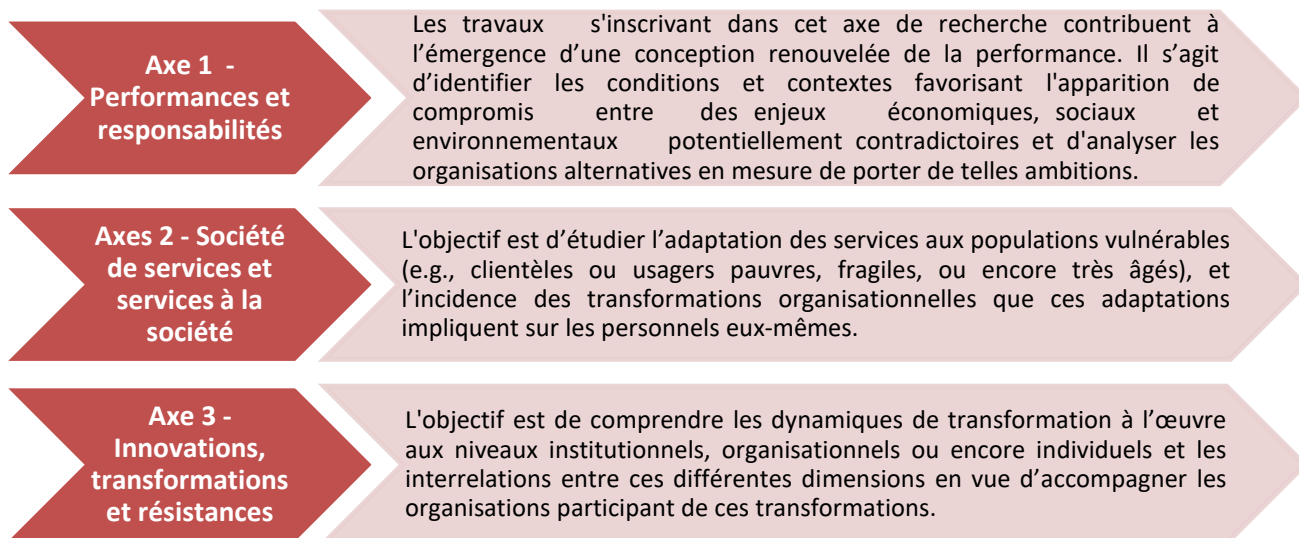 Axe 1 -
Performances et
responsabilités
Les travaux s'inscrivant dans cet axe de recherche contribuent à
l’émergence d’une conception renouvelée de la performance. Il s’agit
d’identifier les conditions et contextes favorisant l'apparition de
compromis entre des enjeux économiques, sociaux et
environnementaux potentiellement contradictoires et d'analyser les
organisations alternatives en mesure de porter de telles ambitions.
Axes 2 - Société
de services et
services à la
société
L'objectif est d’étudier l’adaptation des services aux populations vulnérables
(e.g., clientèles ou usagers pauvres, fragiles, ou encore très âgés), et
l’incidence des transformations organisationnelles que ces adaptations
impliquent sur les personnels eux-mêmes.
Axe 3 -
Innovations,
transformations
et résistances
L'objectif est de comprendre les dynamiques de transformation à l’œuvre
aux niveaux institutionnels, organisationnels ou encore individuels et les
interrelations entre ces différentes dimensions en vue d’accompagner les
organisations participant de ces transformations.